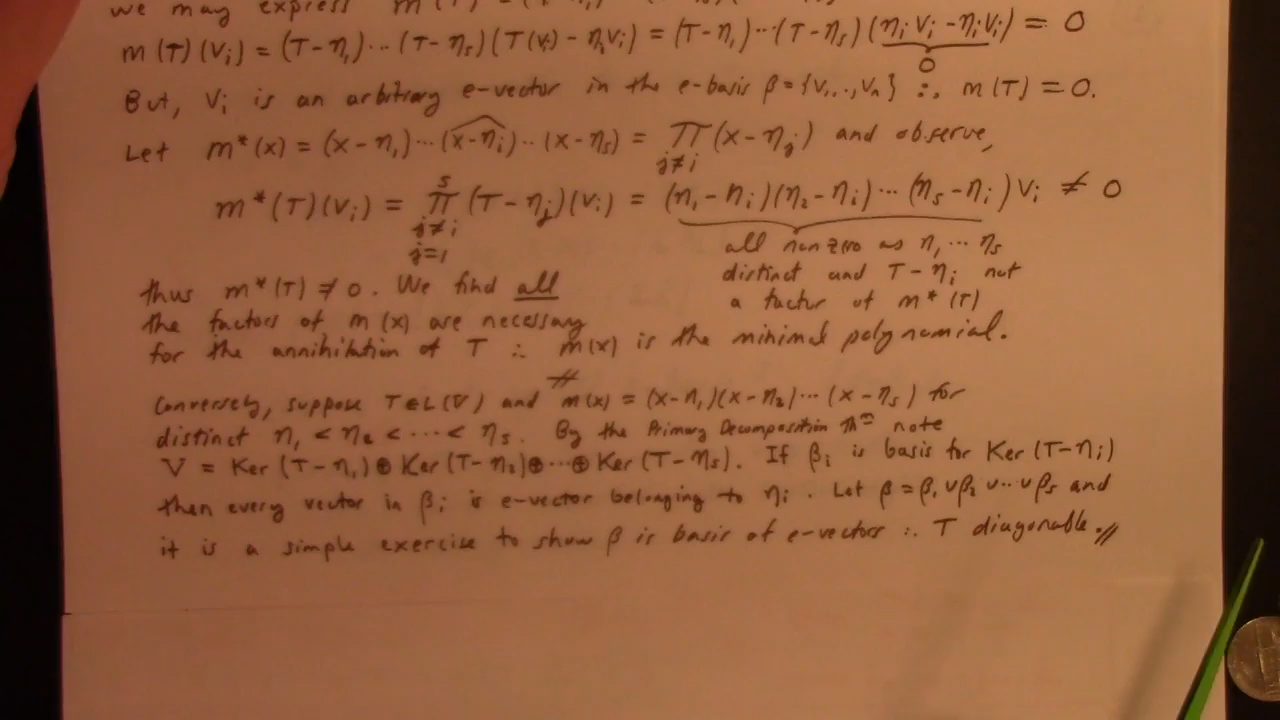 we may express m(T) =
m(T)(Vi) = (T-η₁)···(T-ηs)(T(vi) - ηiVi) = (T-η₁)···(T-ηs)(ηi Vi - ηiVi) = 0
0
But, Vi is an arbitrary e-vector in the e-basis β = {V₁,..,Vn} ∴ m(T) = 0.
Let m*(x) = (x-η₁)···(x-ηi)^···(x-ηs) = ∏(x-ηj) and observe,
j≠i
m*(T)(Vi) = ∏(T-ηj)(Vi) = (η₁-ηi)(η₂-ηi)···(ηs-ηi)Vi ≠ 0
s
j≠i
j=1
all nonzero as η₁···ηs
distinct and T-ηi not
a factor of m*(T)
thus m*(T) ≠ 0. We find all
the factors of m(x) are necessary
for the annihilation of T ∴ m(x) is the minimal polynomial.
//
Conversely, suppose T∈L(V) and m(x) = (x-η₁)(x-η₂)···(x-ηs) for
distinct η₁ < η₂ < ··· < ηs. By the Primary Decomposition Thᵐ note
V = Ker(T-η₁)⊕Ker(T-η₂)⊕···⊕Ker(T-ηs). If βi is basis for Ker(T-ηi)
then every vector in βi is e-vector belonging to ηi. Let β = β₁∪β₂∪···∪βs and
it is a simple exercise to show β is basis of e-vectors ∴ T diagonable.//